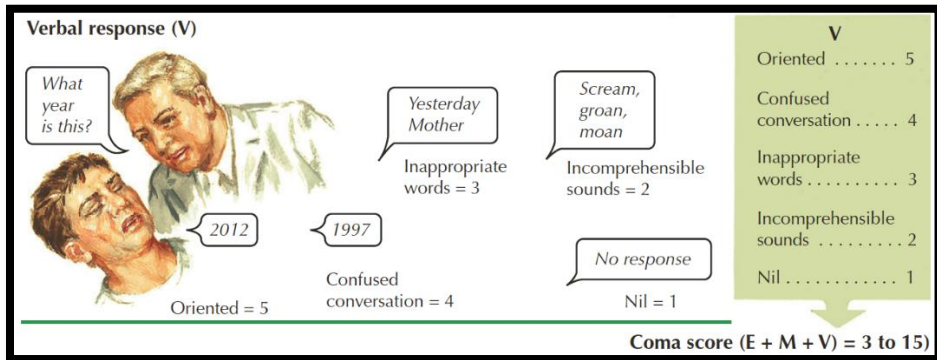 Verbal response (V)
What
year
is this?
2012
Oriented = 5
1997
Confused
conversation = 4
Yesterday
Mother
Inappropriate
words = 3
Scream,
groan,
moan
Incomprehensible
sounds = 2
No response
Nil = 1
V
Oriented ....... 5
Confused
conversation ..... 4
Inappropriate
words .......... 3
Incomprehensible
sounds ......... 2
Nil ............ 1
Coma score (E + M + V) = 3 to 15)